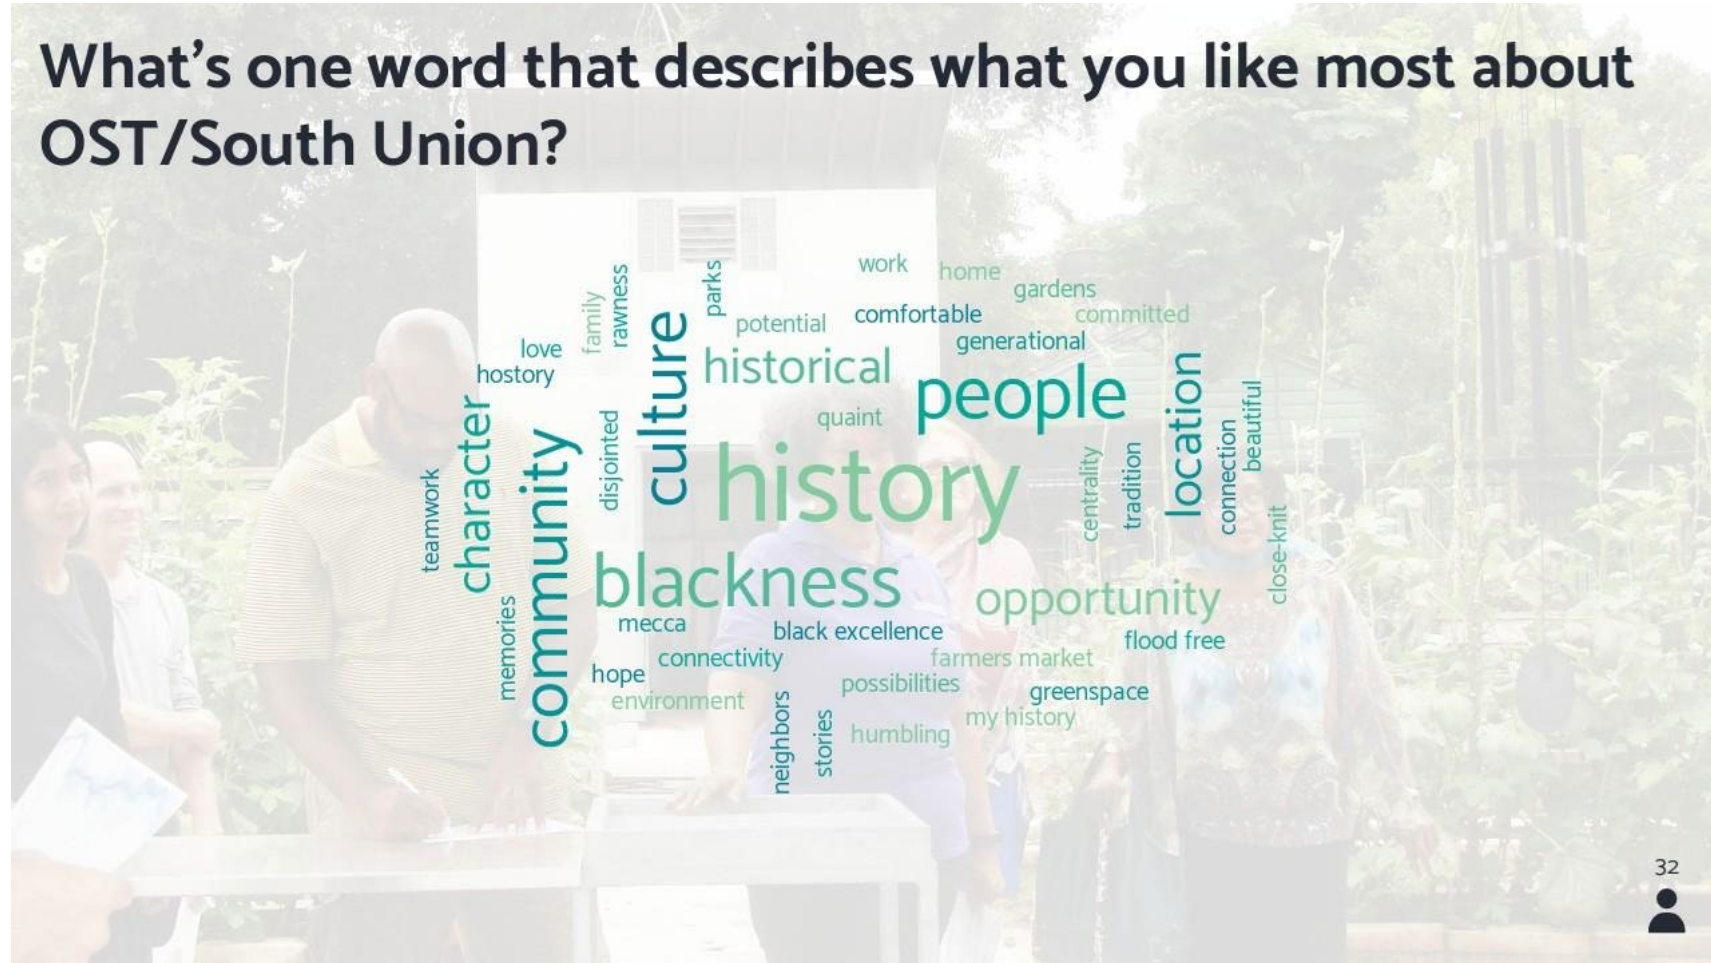 What's one word that describes what you like most about
OST/South Union?
work
home
gardens
parks
rawness
family
comfortable
committed
potential
generational
love
hostory
culture
historical
people
location
beautiful
quaint
character
community
disjointed
history
centrality
tradition
connection
teamwork
close-knit
blackness
opportunity
memories
mecca
black excellence
flood free
connectivity
farmers market
hope
possibilities
greenspace
environment
my history
neighbors
stories
humbling
32